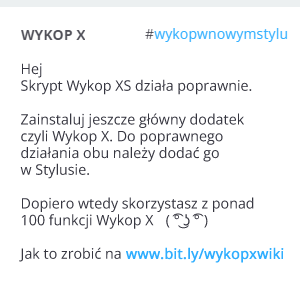 WYKOP X #wykopwnowymstylu
Hej
Skrypt Wykop XS działa poprawnie.
Zainstaluj jeszcze główny dodatek
czyli Wykop X. Do poprawnego
działania obu należy dodać go
w Stylusie.
Dopiero wtedy skorzystasz z ponad
100 funkcji Wykop X ( ͡° ͜ʖ ͡°)
Jak to zrobić na www.bit.ly/wykopxwiki